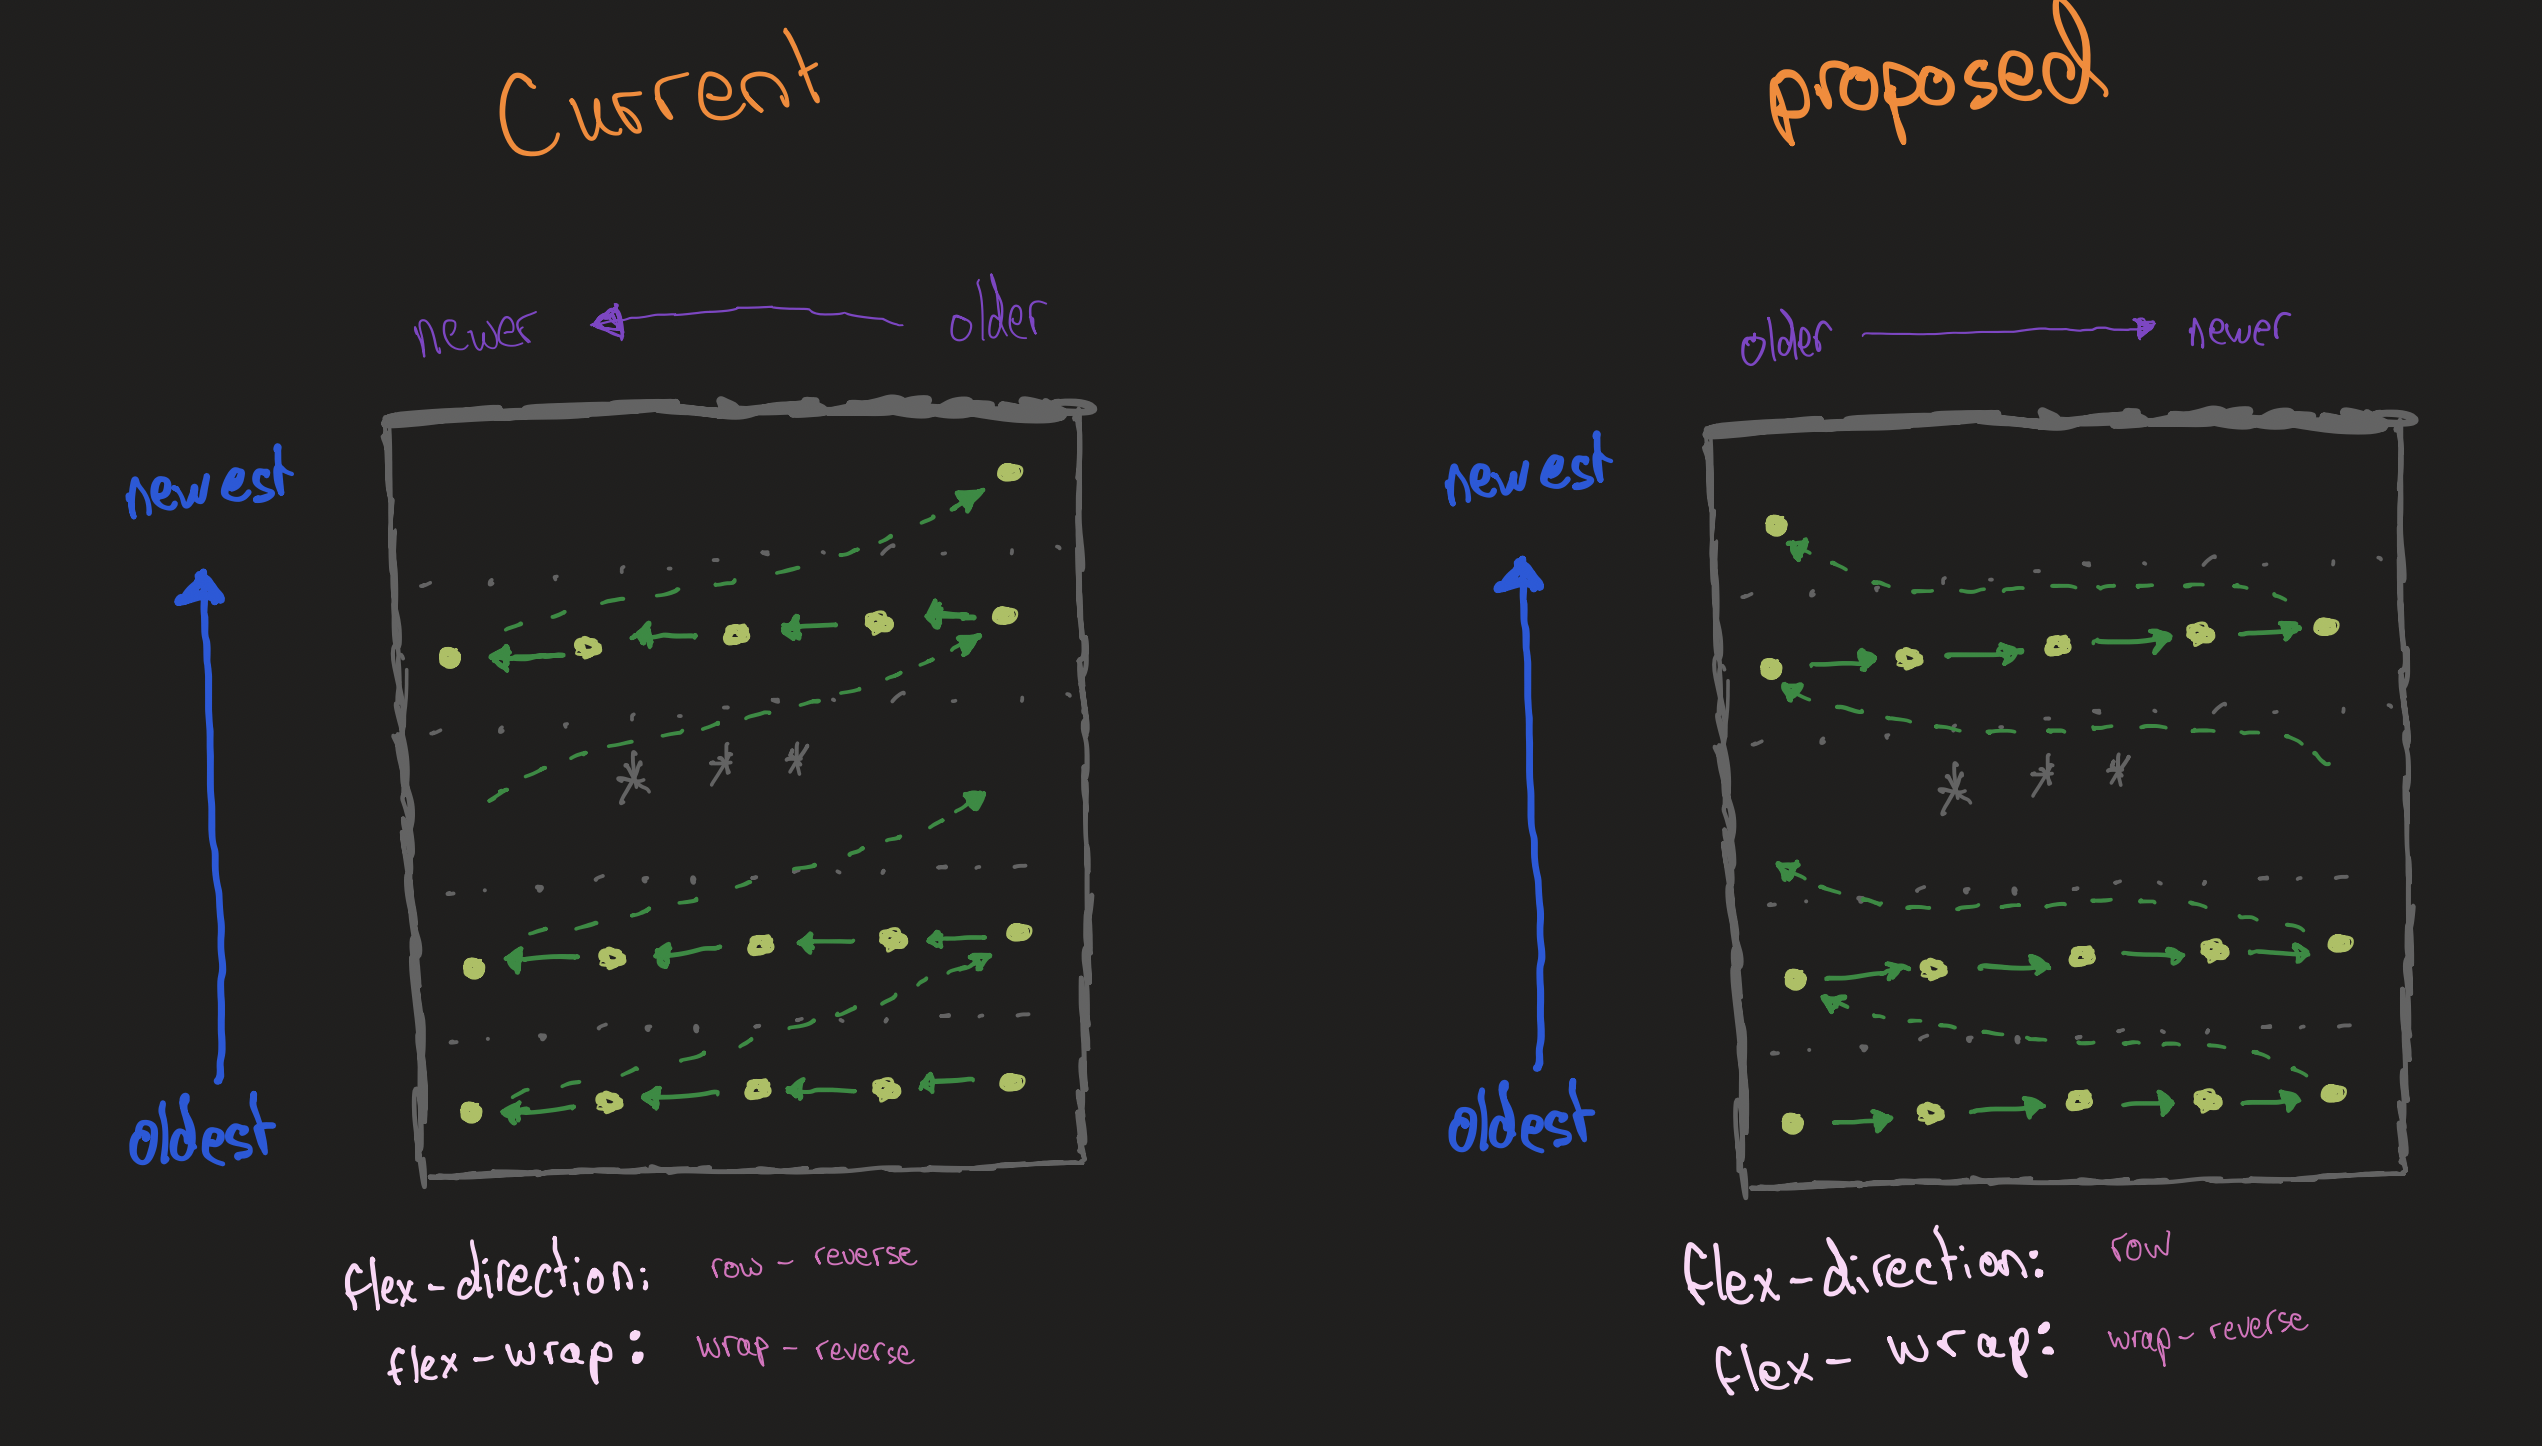 Current
newer older
newest
oldest
flex-direction: row-reverse
flex-wrap: wrap-reverse
proposed
older newer
newest
oldest
flex-direction: row
flex-wrap: wrap-reverse